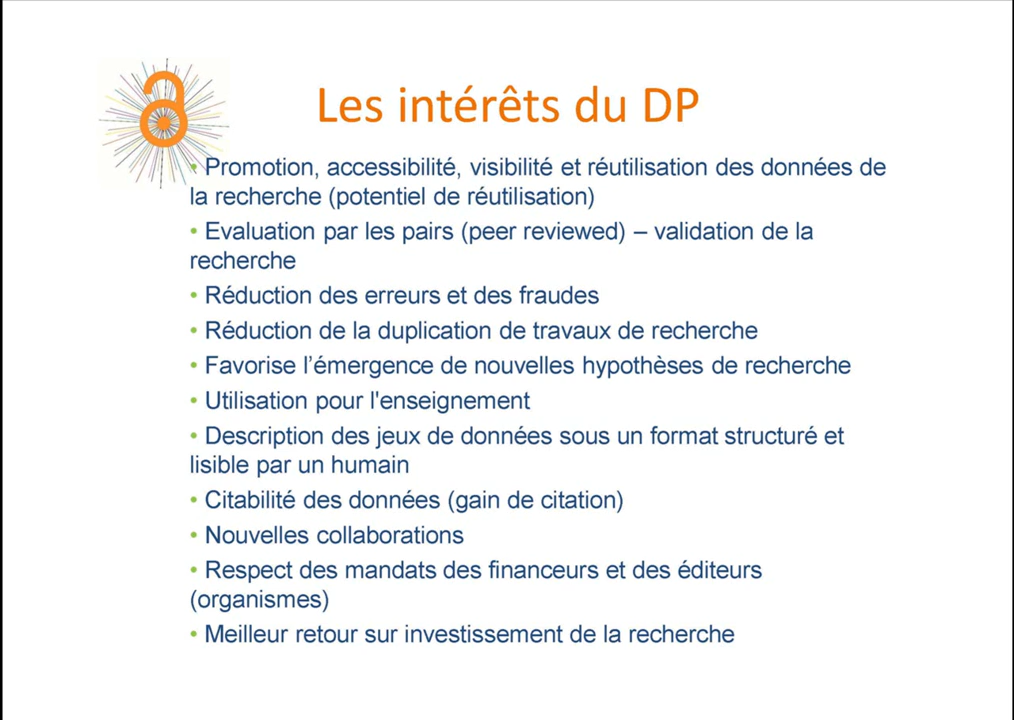 Les intérêts du DP
• Promotion, accessibilité, visibilité et réutilisation des données de
la recherche (potentiel de réutilisation)
• Evaluation par les pairs (peer reviewed) – validation de la
recherche
• Réduction des erreurs et des fraudes
• Réduction de la duplication de travaux de recherche
• Favorise l’émergence de nouvelles hypothèses de recherche
• Utilisation pour l'enseignement
• Description des jeux de données sous un format structuré et
lisible par un humain
• Citabilité des données (gain de citation)
• Nouvelles collaborations
• Respect des mandats des financeurs et des éditeurs
(organismes)
• Meilleur retour sur investissement de la recherche